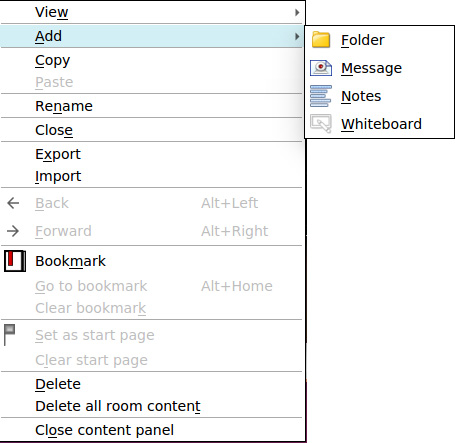 View
Add
Copy
Paste
Rename
Close
Export
Import
Back Alt+Left
Forward Alt+Right
Bookmark
Go to bookmark Alt+Home
Clear bookmark
Set as start page
Clear start page
Delete
Delete all room content
Close content panel
Folder
Message
Notes
Whiteboard